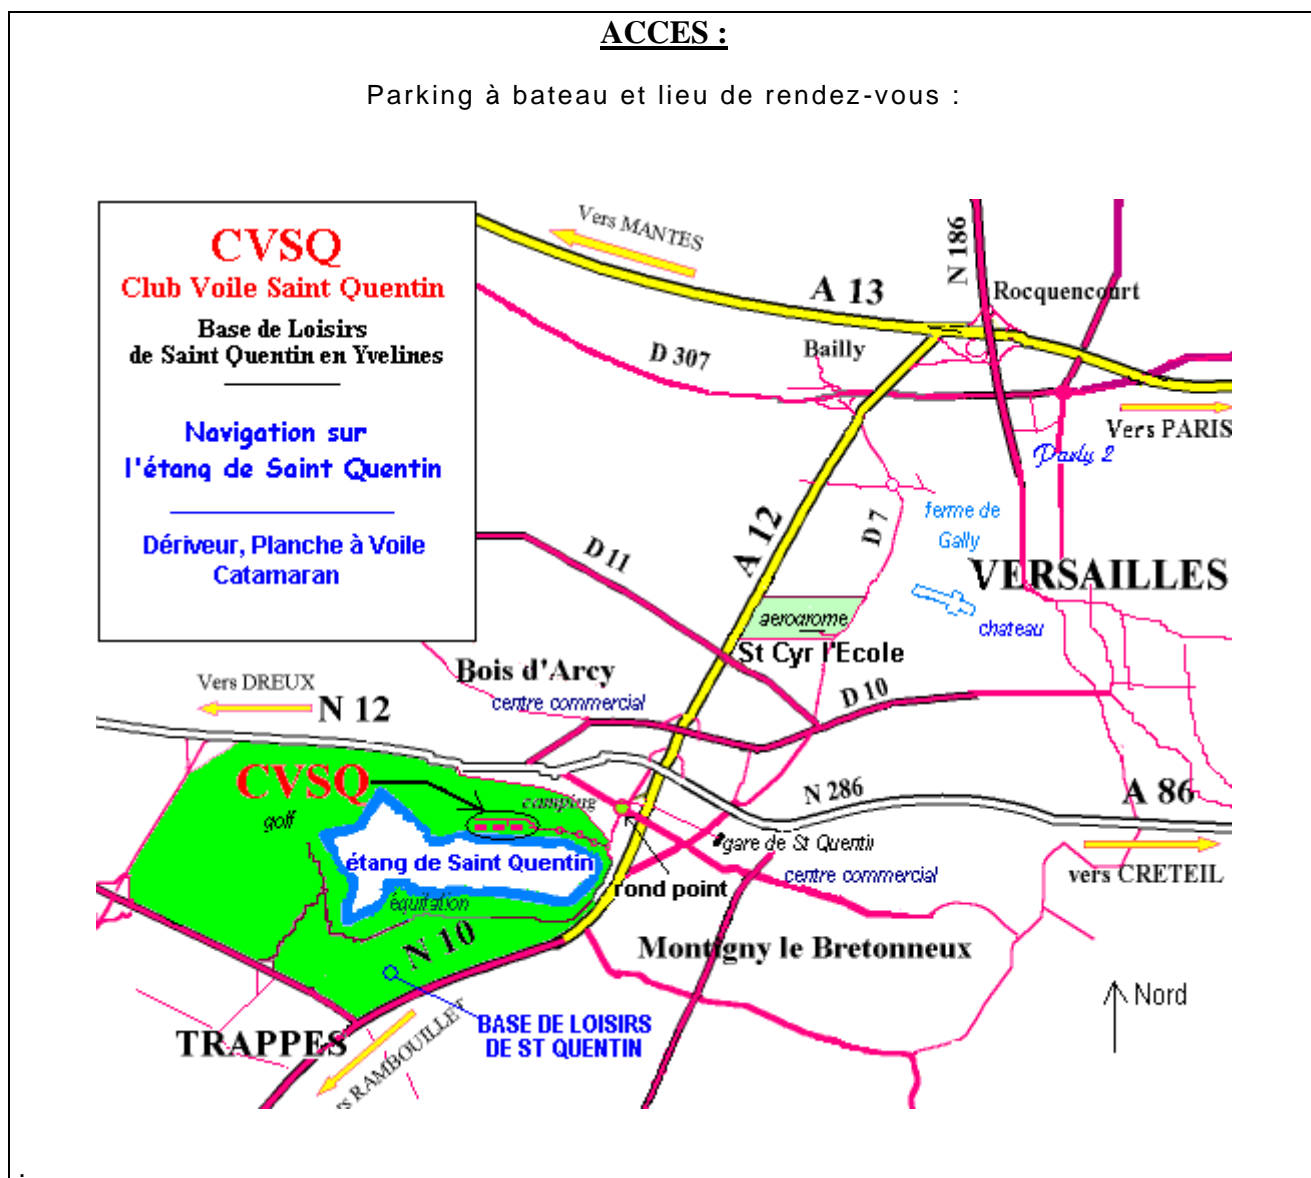 ACCES :
Parking à bateau et lieu de rendez-vous :
CVSQ
Club Voile Saint Quentin
Base de Loisirs
de Saint Quentin en Yvelines
Navigation sur
l'étang de Saint Quentin
Dériveur, Planche à Voile
Catamaran
Vers MANTES
A 13
N 186
Rocquencourt
D 307
Bailly
Vers PARIS
Parly 2
A 12
D 7
ferme de
Gally
D 11
VERSAILLES
aerodrome
chateau
St Cyr l'Ecole
Bois d'Arcy
Vers DREUX
N 12
centre commercial
D 10
CVSQ
camping
golf
N 286
A 86
gare de St Quentin
étang de Saint Quentin
centre commercial
vers CRETEIL
rond point
équitation
N 10
Montigny le Bretonneux
Nord
BASE DE LOISIRS
DE ST QUENTIN
TRAPPES
rs RAMBOUILLET
.